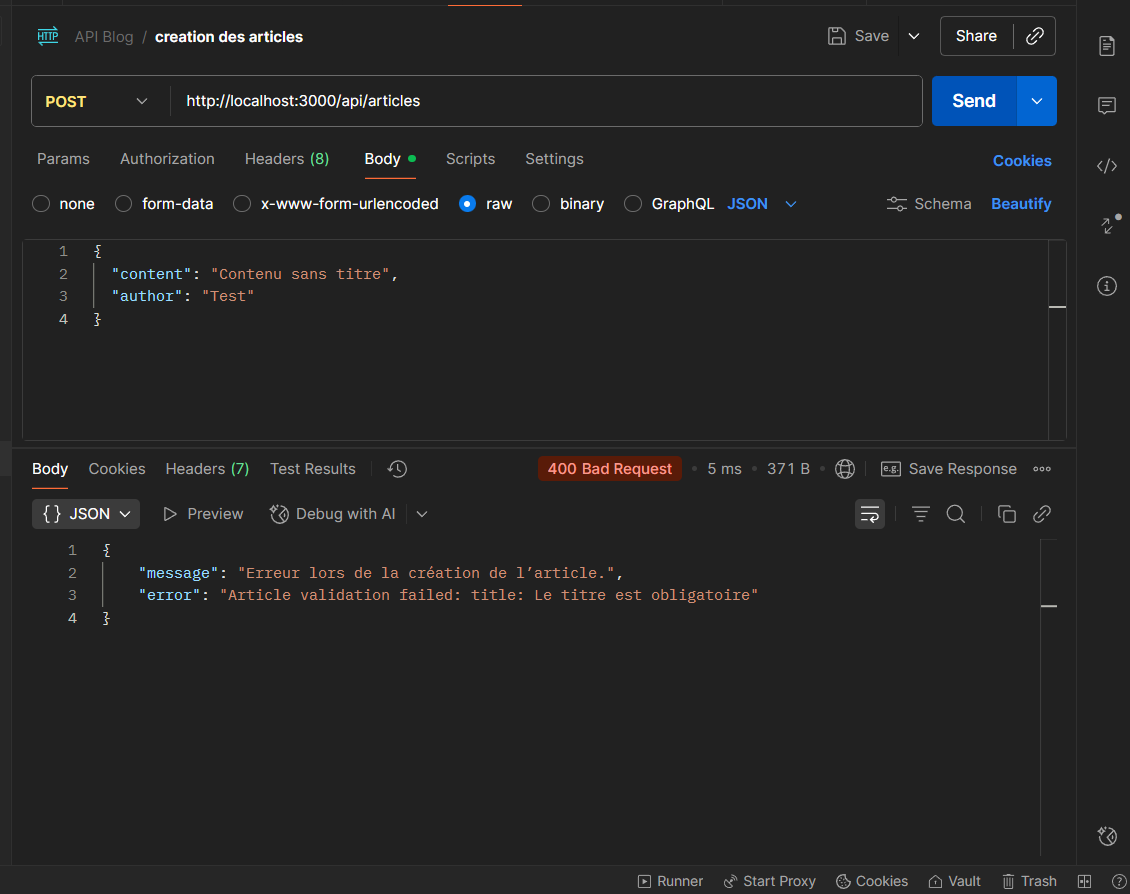 HTTP API Blog / creation des articles Save Share
POST http://localhost:3000/api/articles Send
Params Authorization Headers (8) Body Scripts Settings Cookies
none form-data x-www-form-urlencoded raw binary GraphQL JSON Schema Beautify
1 {
2 "content": "Contenu sans titre",
3 "author": "Test"
4 }
Body Cookies Headers (7) Test Results 400 Bad Request • 5 ms • 371 B • e.g. Save Response
{} JSON Preview Debug with AI
1 {
2 "message": "Erreur lors de la création de l’article.",
3 "error": "Article validation failed: title: Le titre est obligatoire"
4 }
Runner Start Proxy Cookies Vault Trash